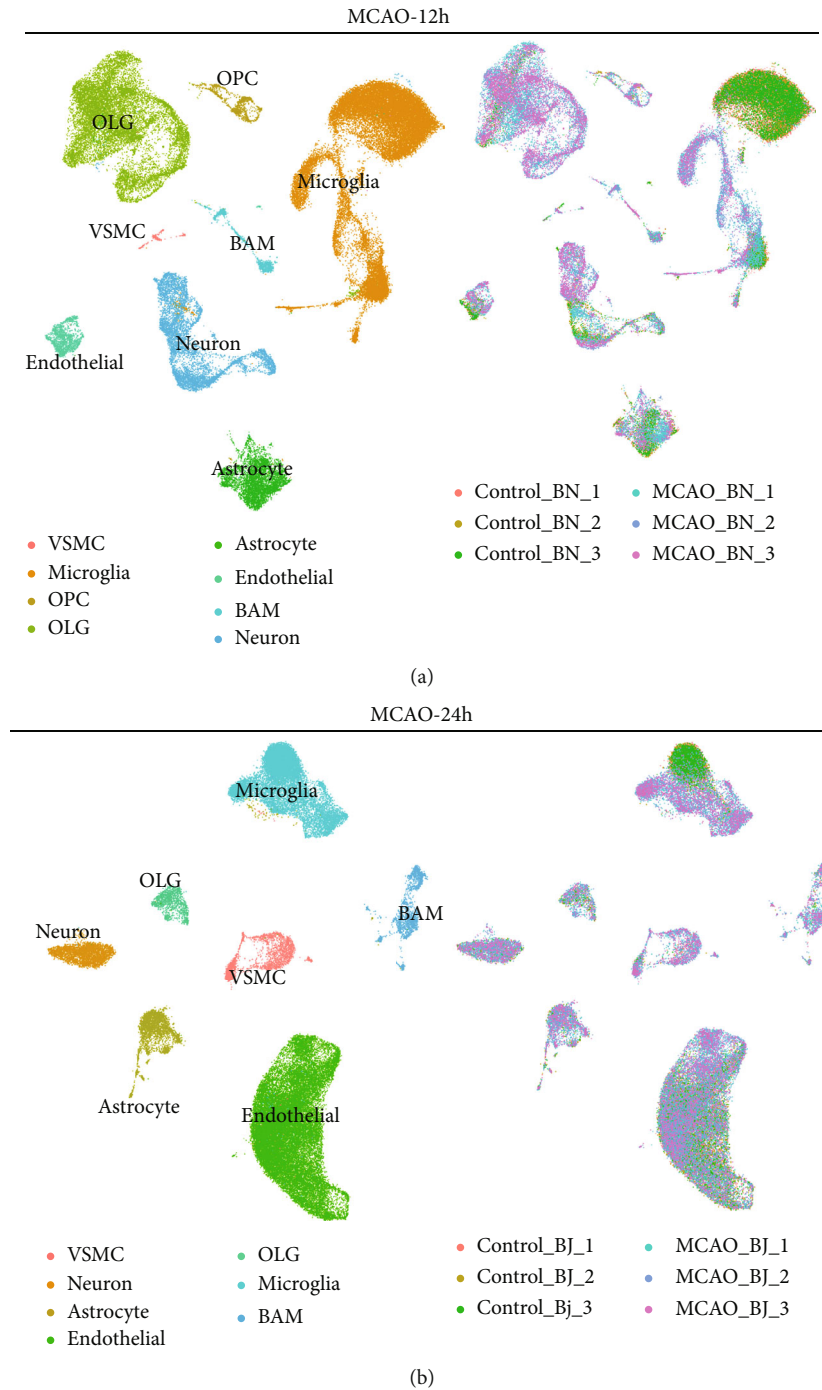 MCAO-12h
OPC
OLG
Microglia
VSMC
BAM
Neuron
Endothelial
Astrocyte
VSMC
Microglia
OPC
OLG
Astrocyte
Endothelial
BAM
Neuron
Control_BN_1
Control_BN_2
Control_BN_3
MCAO_BN_1
MCAO_BN_2
MCAO_BN_3
(a)
MCAO-24h
Microglia
OLG
BAM
Neuron
VSMC
Astrocyte
Endothelial
VSMC
Neuron
Astrocyte
Endothelial
OLG
Microglia
BAM
Control_BJ_1
Control_BJ_2
Control_Bj_3
MCAO_BJ_1
MCAO_BJ_2
MCAO_BJ_3
(b)